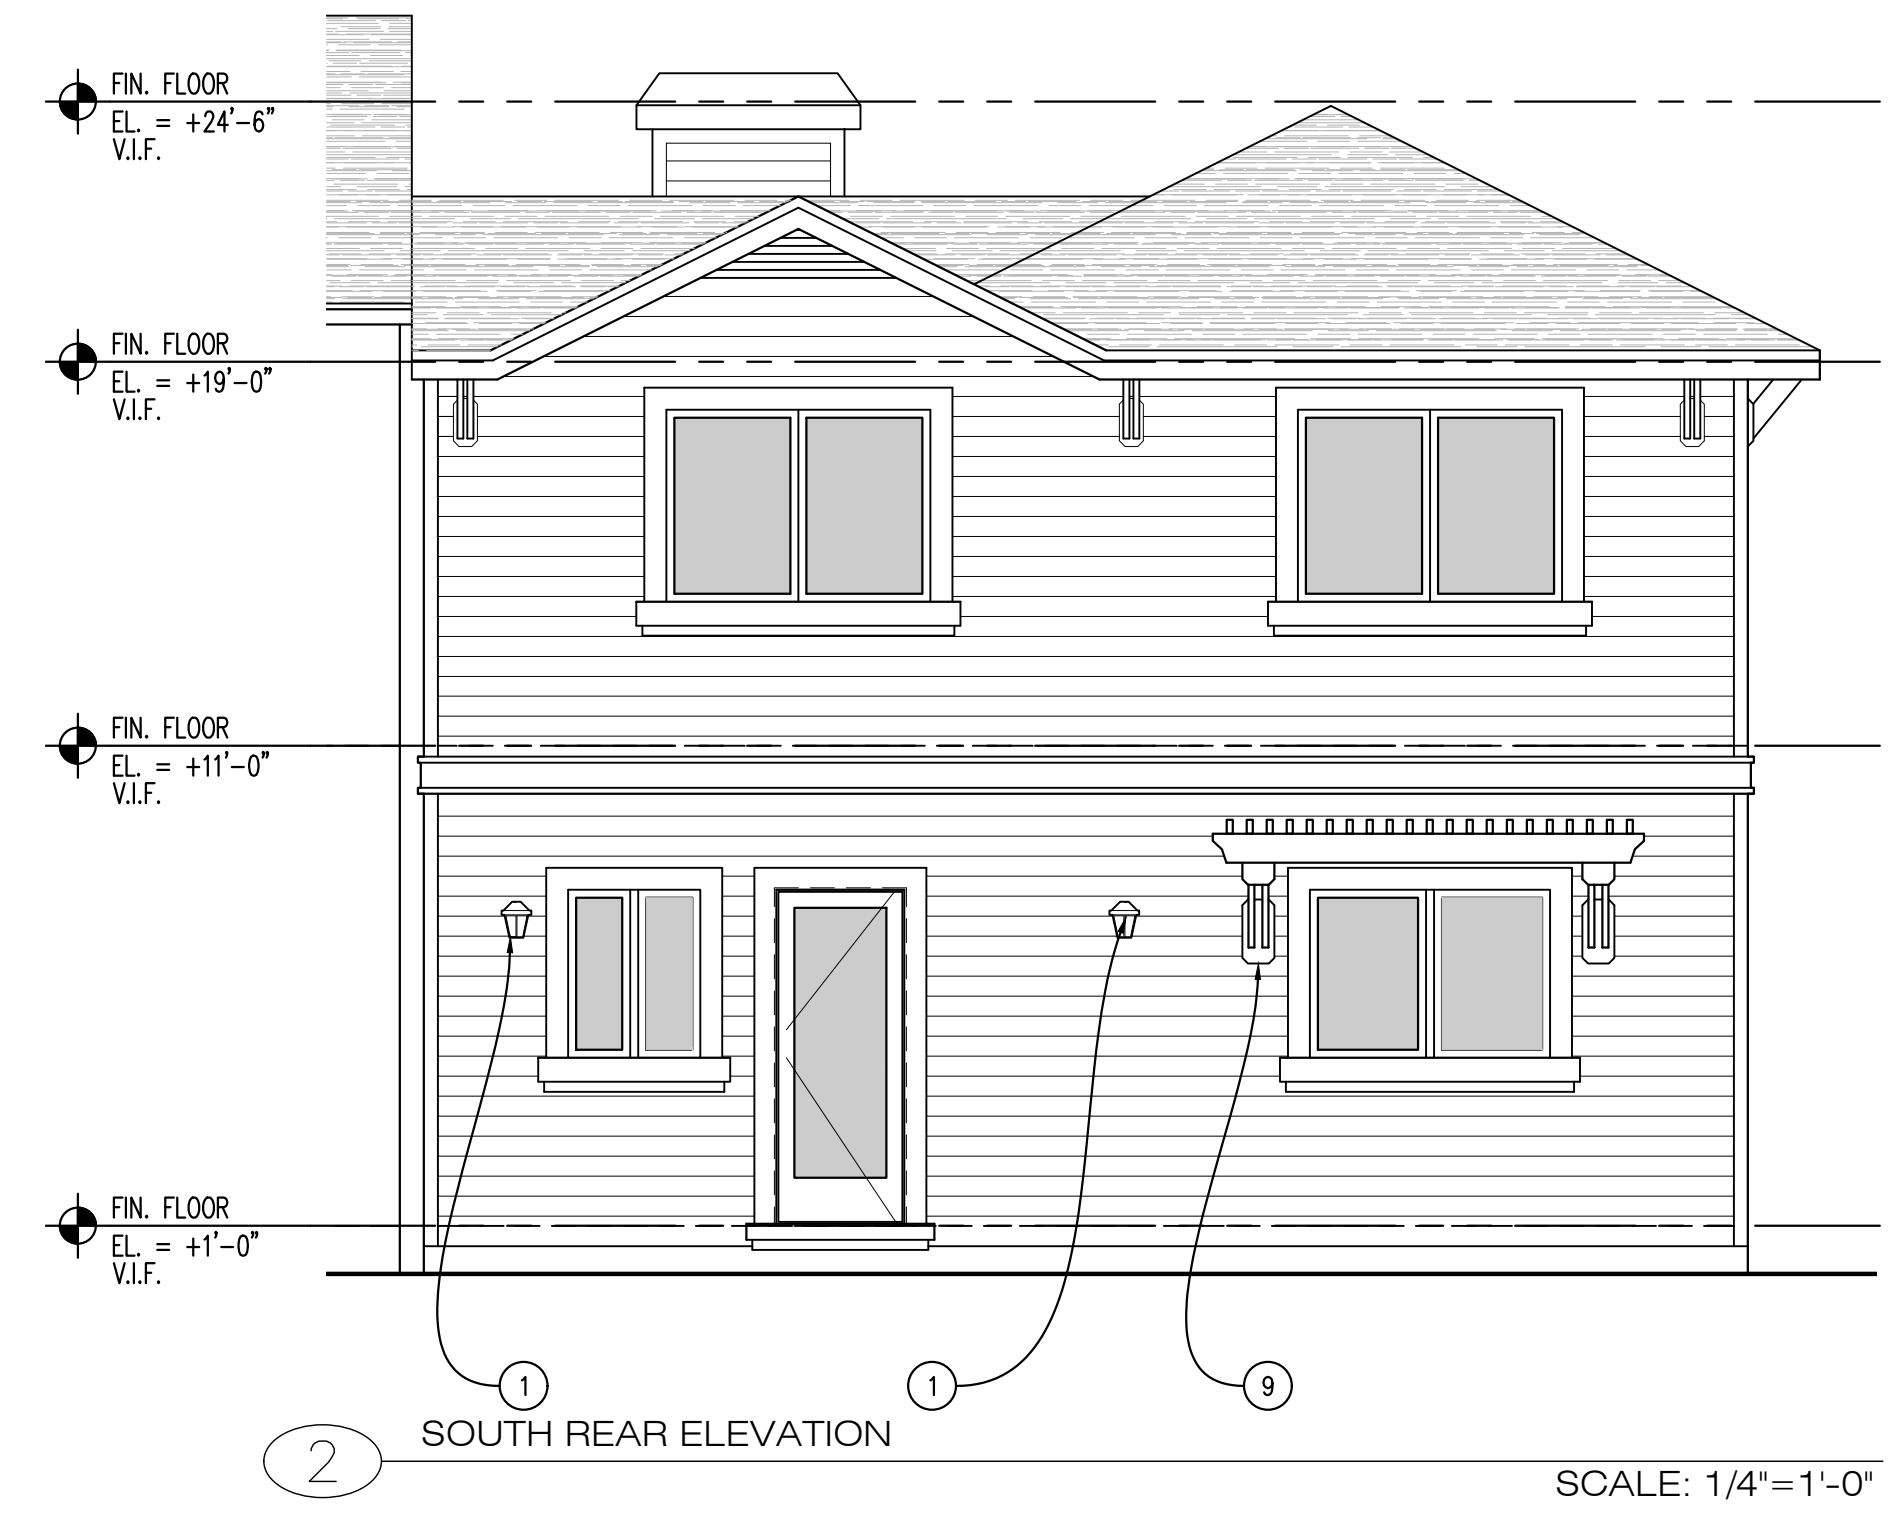 FIN. FLOOR
EL. = +24'-6"
V.I.F.
FIN. FLOOR
EL. = +19'-0"
V.I.F.
FIN. FLOOR
EL. = +11'-0"
V.I.F.
FIN. FLOOR
EL. = +1'-0"
V.I.F.
1
1
9
2
SOUTH REAR ELEVATION
SCALE: 1/4"=1'-0"